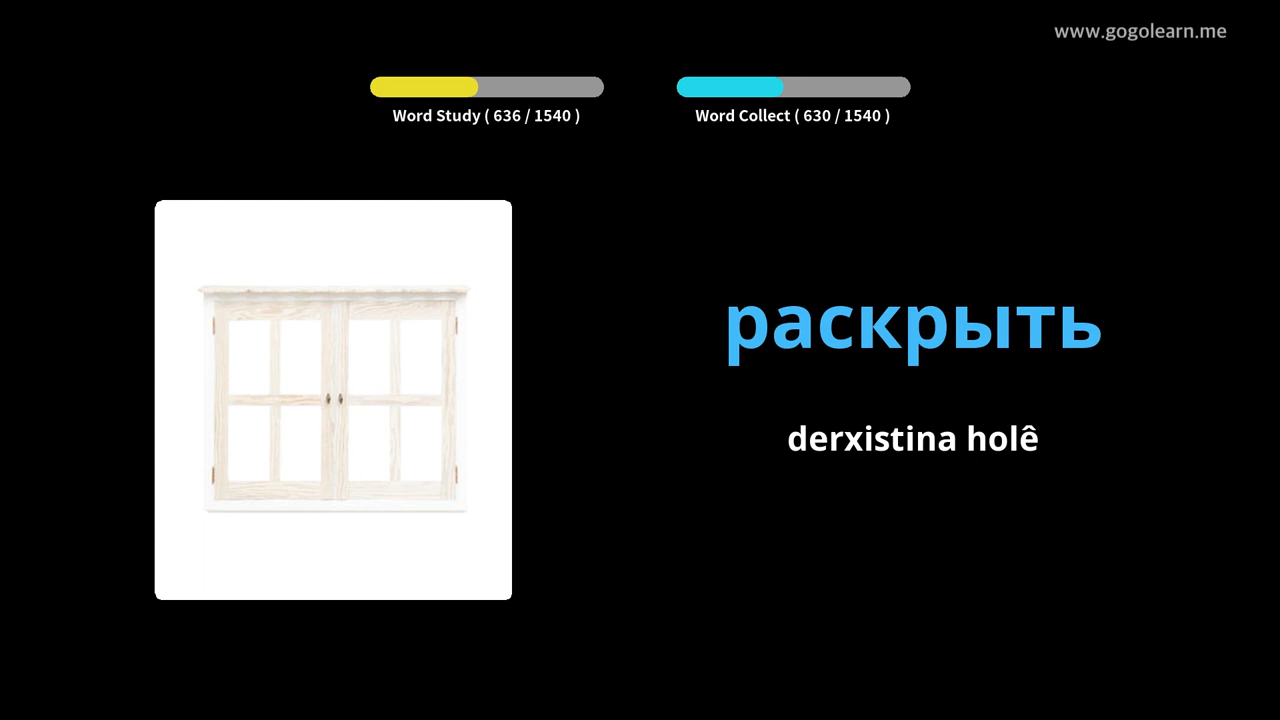 www.gogolearn.me
Word Study ( 636 / 1540 )
Word Collect ( 630 / 1540 )
раскрыть
derxistina holê